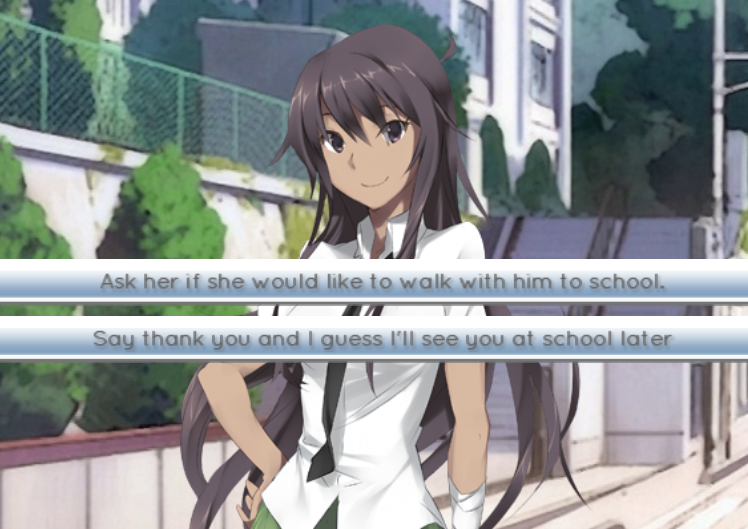 Ask her if she would like to walk with him to school.
Say thank you and I guess I'll see you at school later